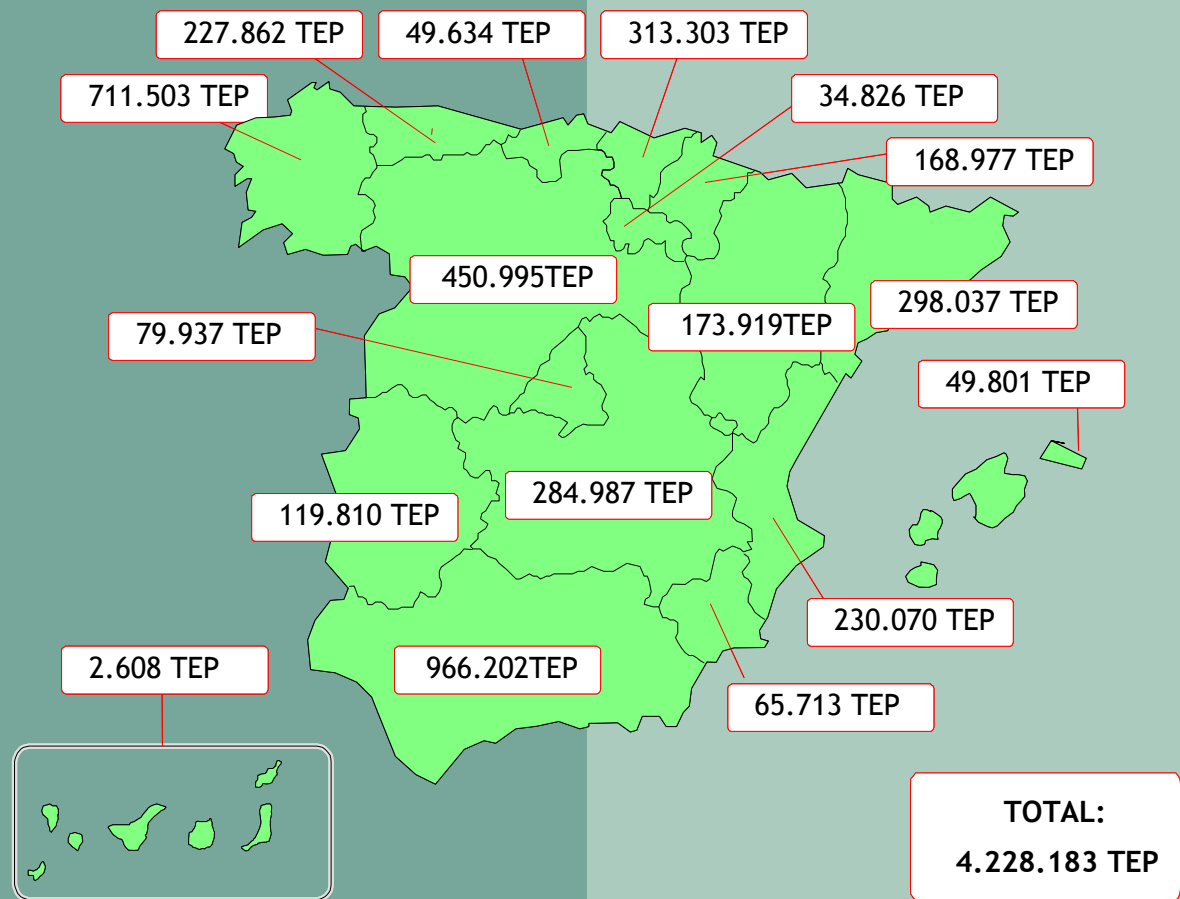 227.862 TEP
49.634 TEP
313.303 TEP
711.503 TEP
34.826 TEP
168.977 TEP
450.995TEP
298.037 TEP
79.937 TEP
173.919TEP
49.801 TEP
284.987 TEP
119.810 TEP
230.070 TEP
2.608 TEP
966.202TEP
65.713 TEP
TOTAL:
4.228.183 TEP